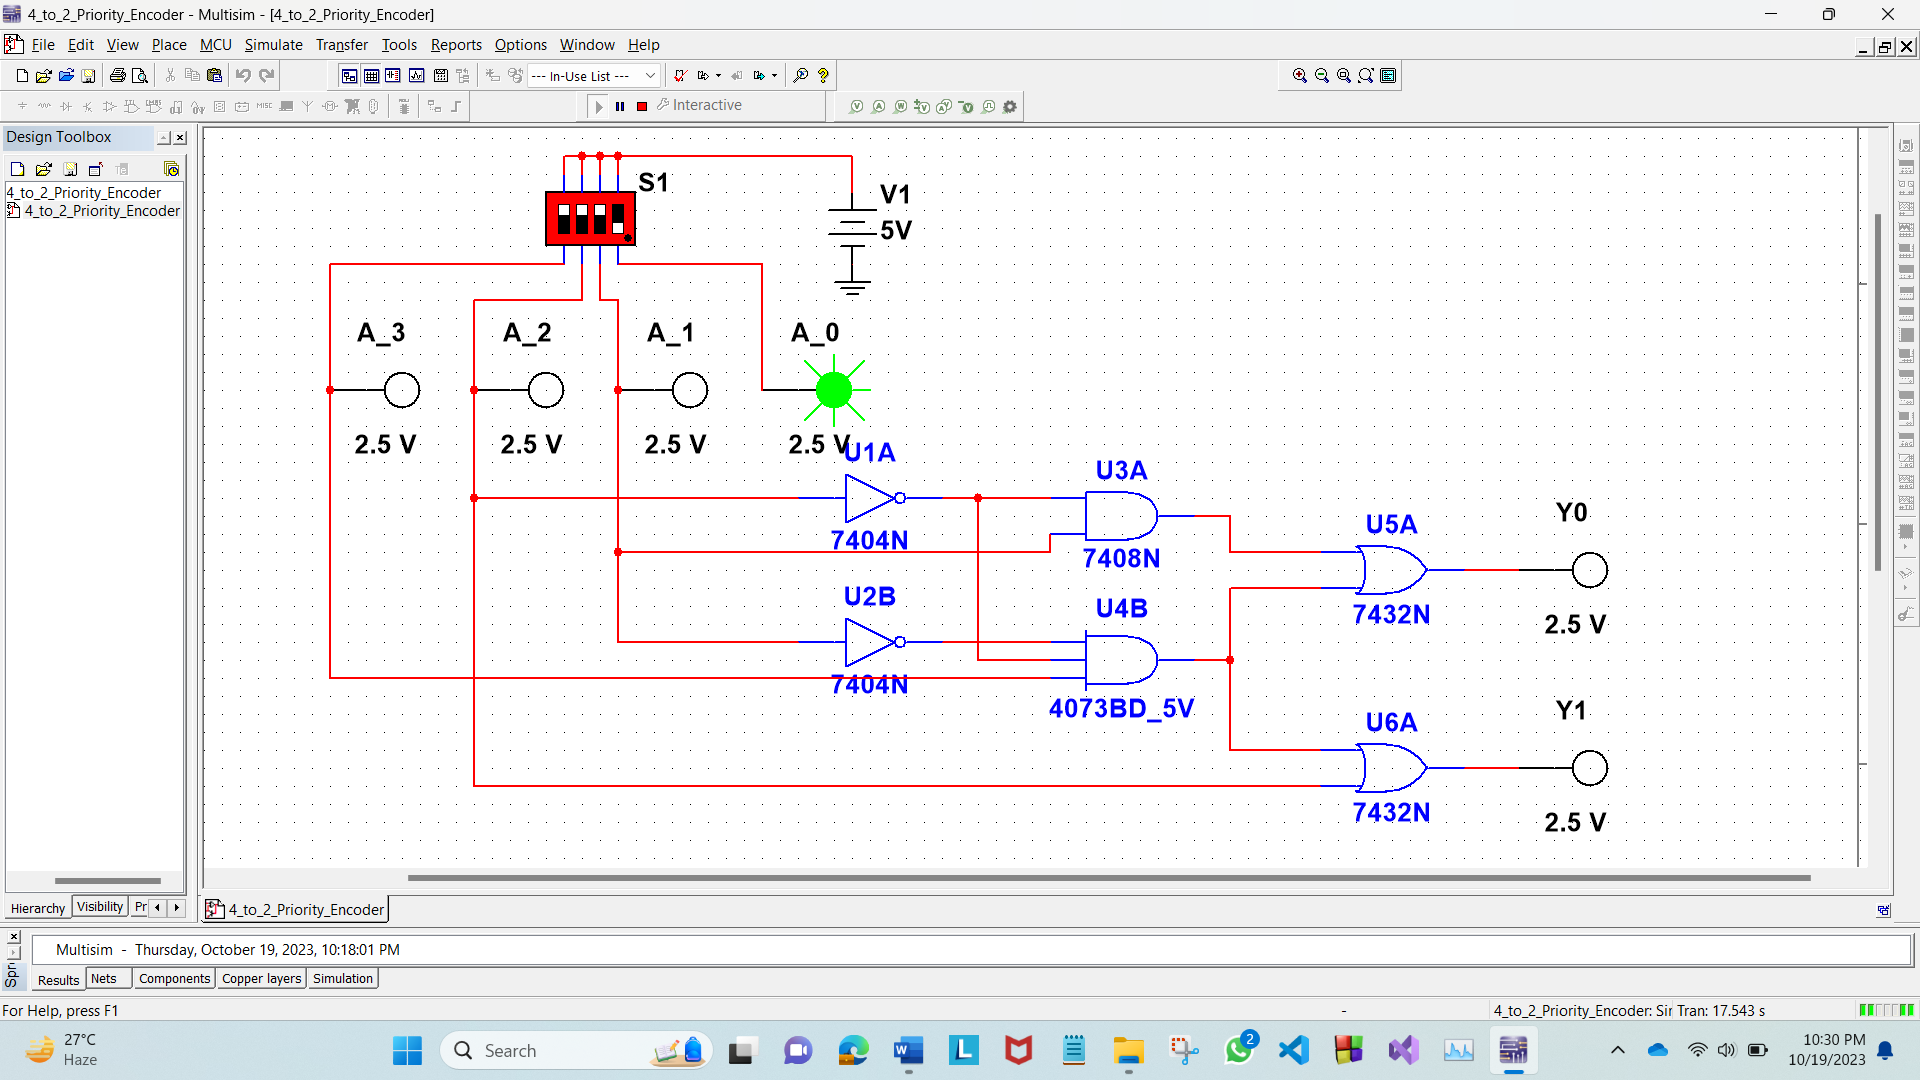 4_to_2_Priority_Encoder - Multisim - [4_to_2_Priority_Encoder]
File Edit View Place MCU Simulate Transfer Tools Reports Options Window Help
--- In-Use List ---
Interactive
Design Toolbox
4_to_2_Priority_Encoder
4_to_2_Priority_Encoder
S1
V1
5V
A_3 A_2 A_1 A_0
2.5 V 2.5 V 2.5 V 2.5 V
U1A
7404N
U3A
7408N
U2B
7404N
U4B
4073BD_5V
U5A
7432N
Y0
2.5 V
U6A
7432N
Y1
2.5 V
Hierarchy Visibility Pr
4_to_2_Priority_Encoder
Multisim - Thursday, October 19, 2023, 10:18:01 PM
Spr
Results Nets Components Copper layers Simulation
For Help, press F1
-
4_to_2_Priority_Encoder: Sir Tran: 17.543 s
27°C
Haze
Search
2
10:30 PM
10/19/2023